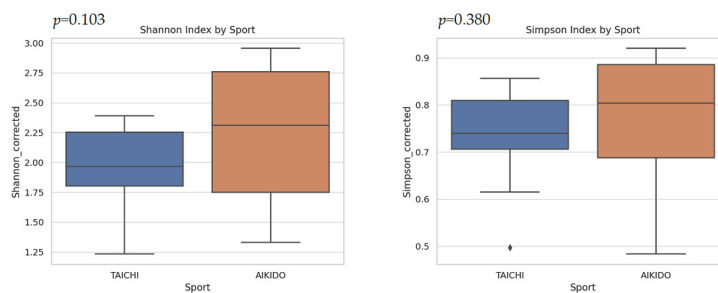 p=0.103
Shannon Index by Sport
Shannon_corrected
3.00
2.75
2.50
2.25
2.00
1.75
1.50
1.25
TAICHI AIKIDO
Sport
p=0.380
Simpson Index by Sport
Simpson_corrected
0.9
0.8
0.7
0.6
0.5
TAICHI AIKIDO
Sport